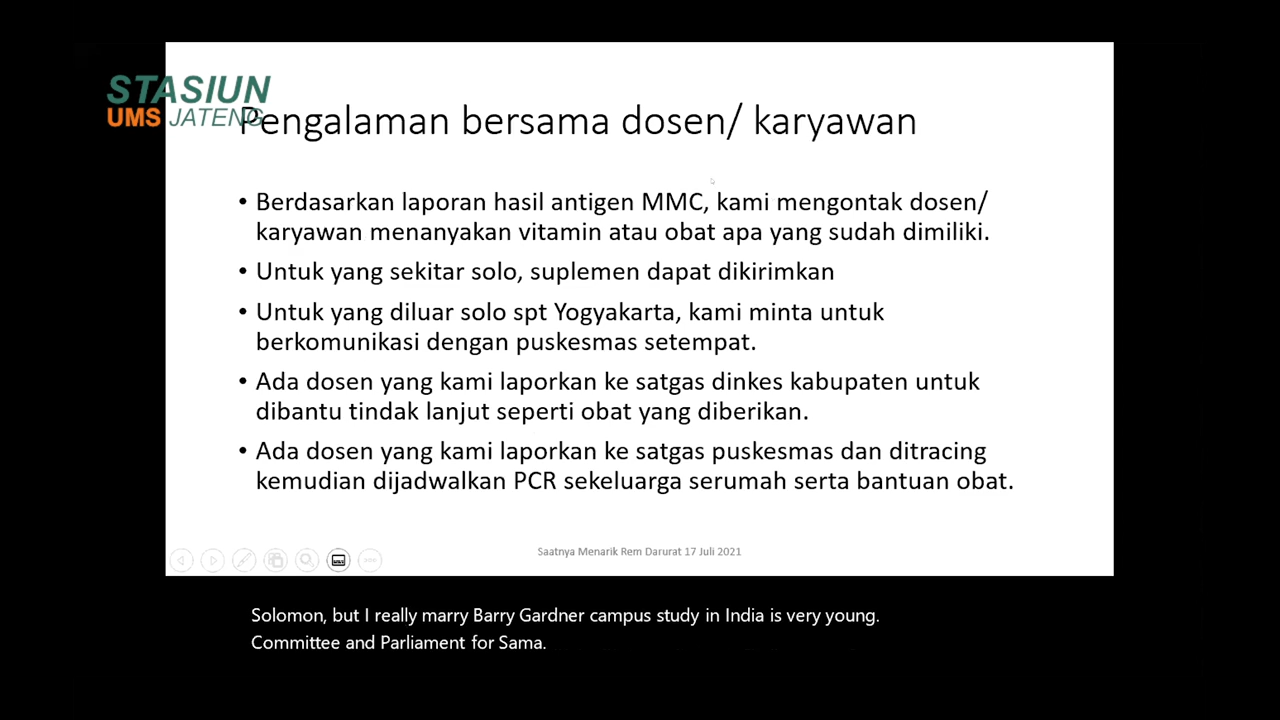 STASIUN
UMS JATENG
Pengalaman bersama dosen/ karyawan
• Berdasarkan laporan hasil antigen MMC, kami mengontak dosen/
karyawan menanyakan vitamin atau obat apa yang sudah dimiliki.
• Untuk yang sekitar solo, suplemen dapat dikirimkan
• Untuk yang diluar solo spt Yogyakarta, kami minta untuk
berkomunikasi dengan puskesmas setempat.
• Ada dosen yang kami laporkan ke satgas dinkes kabupaten untuk
dibantu tindak lanjut seperti obat yang diberikan.
• Ada dosen yang kami laporkan ke satgas puskesmas dan ditracing
kemudian dijadwalkan PCR sekeluarga serumah serta bantuan obat.
Saatnya Menarik Rem Darurat 17 Juli 2021
Solomon, but I really marry Barry Gardner campus study in India is very young.
Committee and Parliament for Sama.